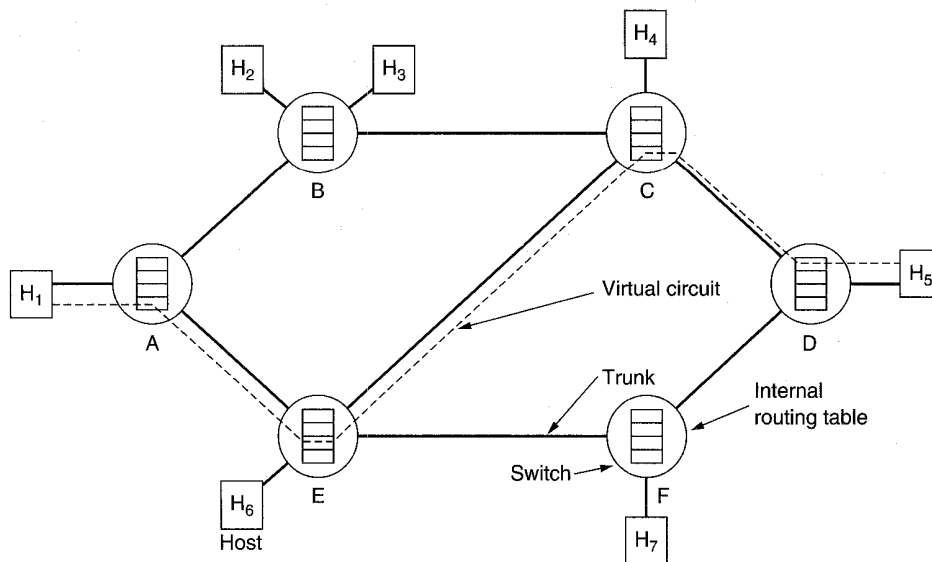 H4
H2
H3
B
C
H1
H5
Virtual circuit
A
D
Trunk
Internal
routing table
Switch
E
F
H6
Host
H7